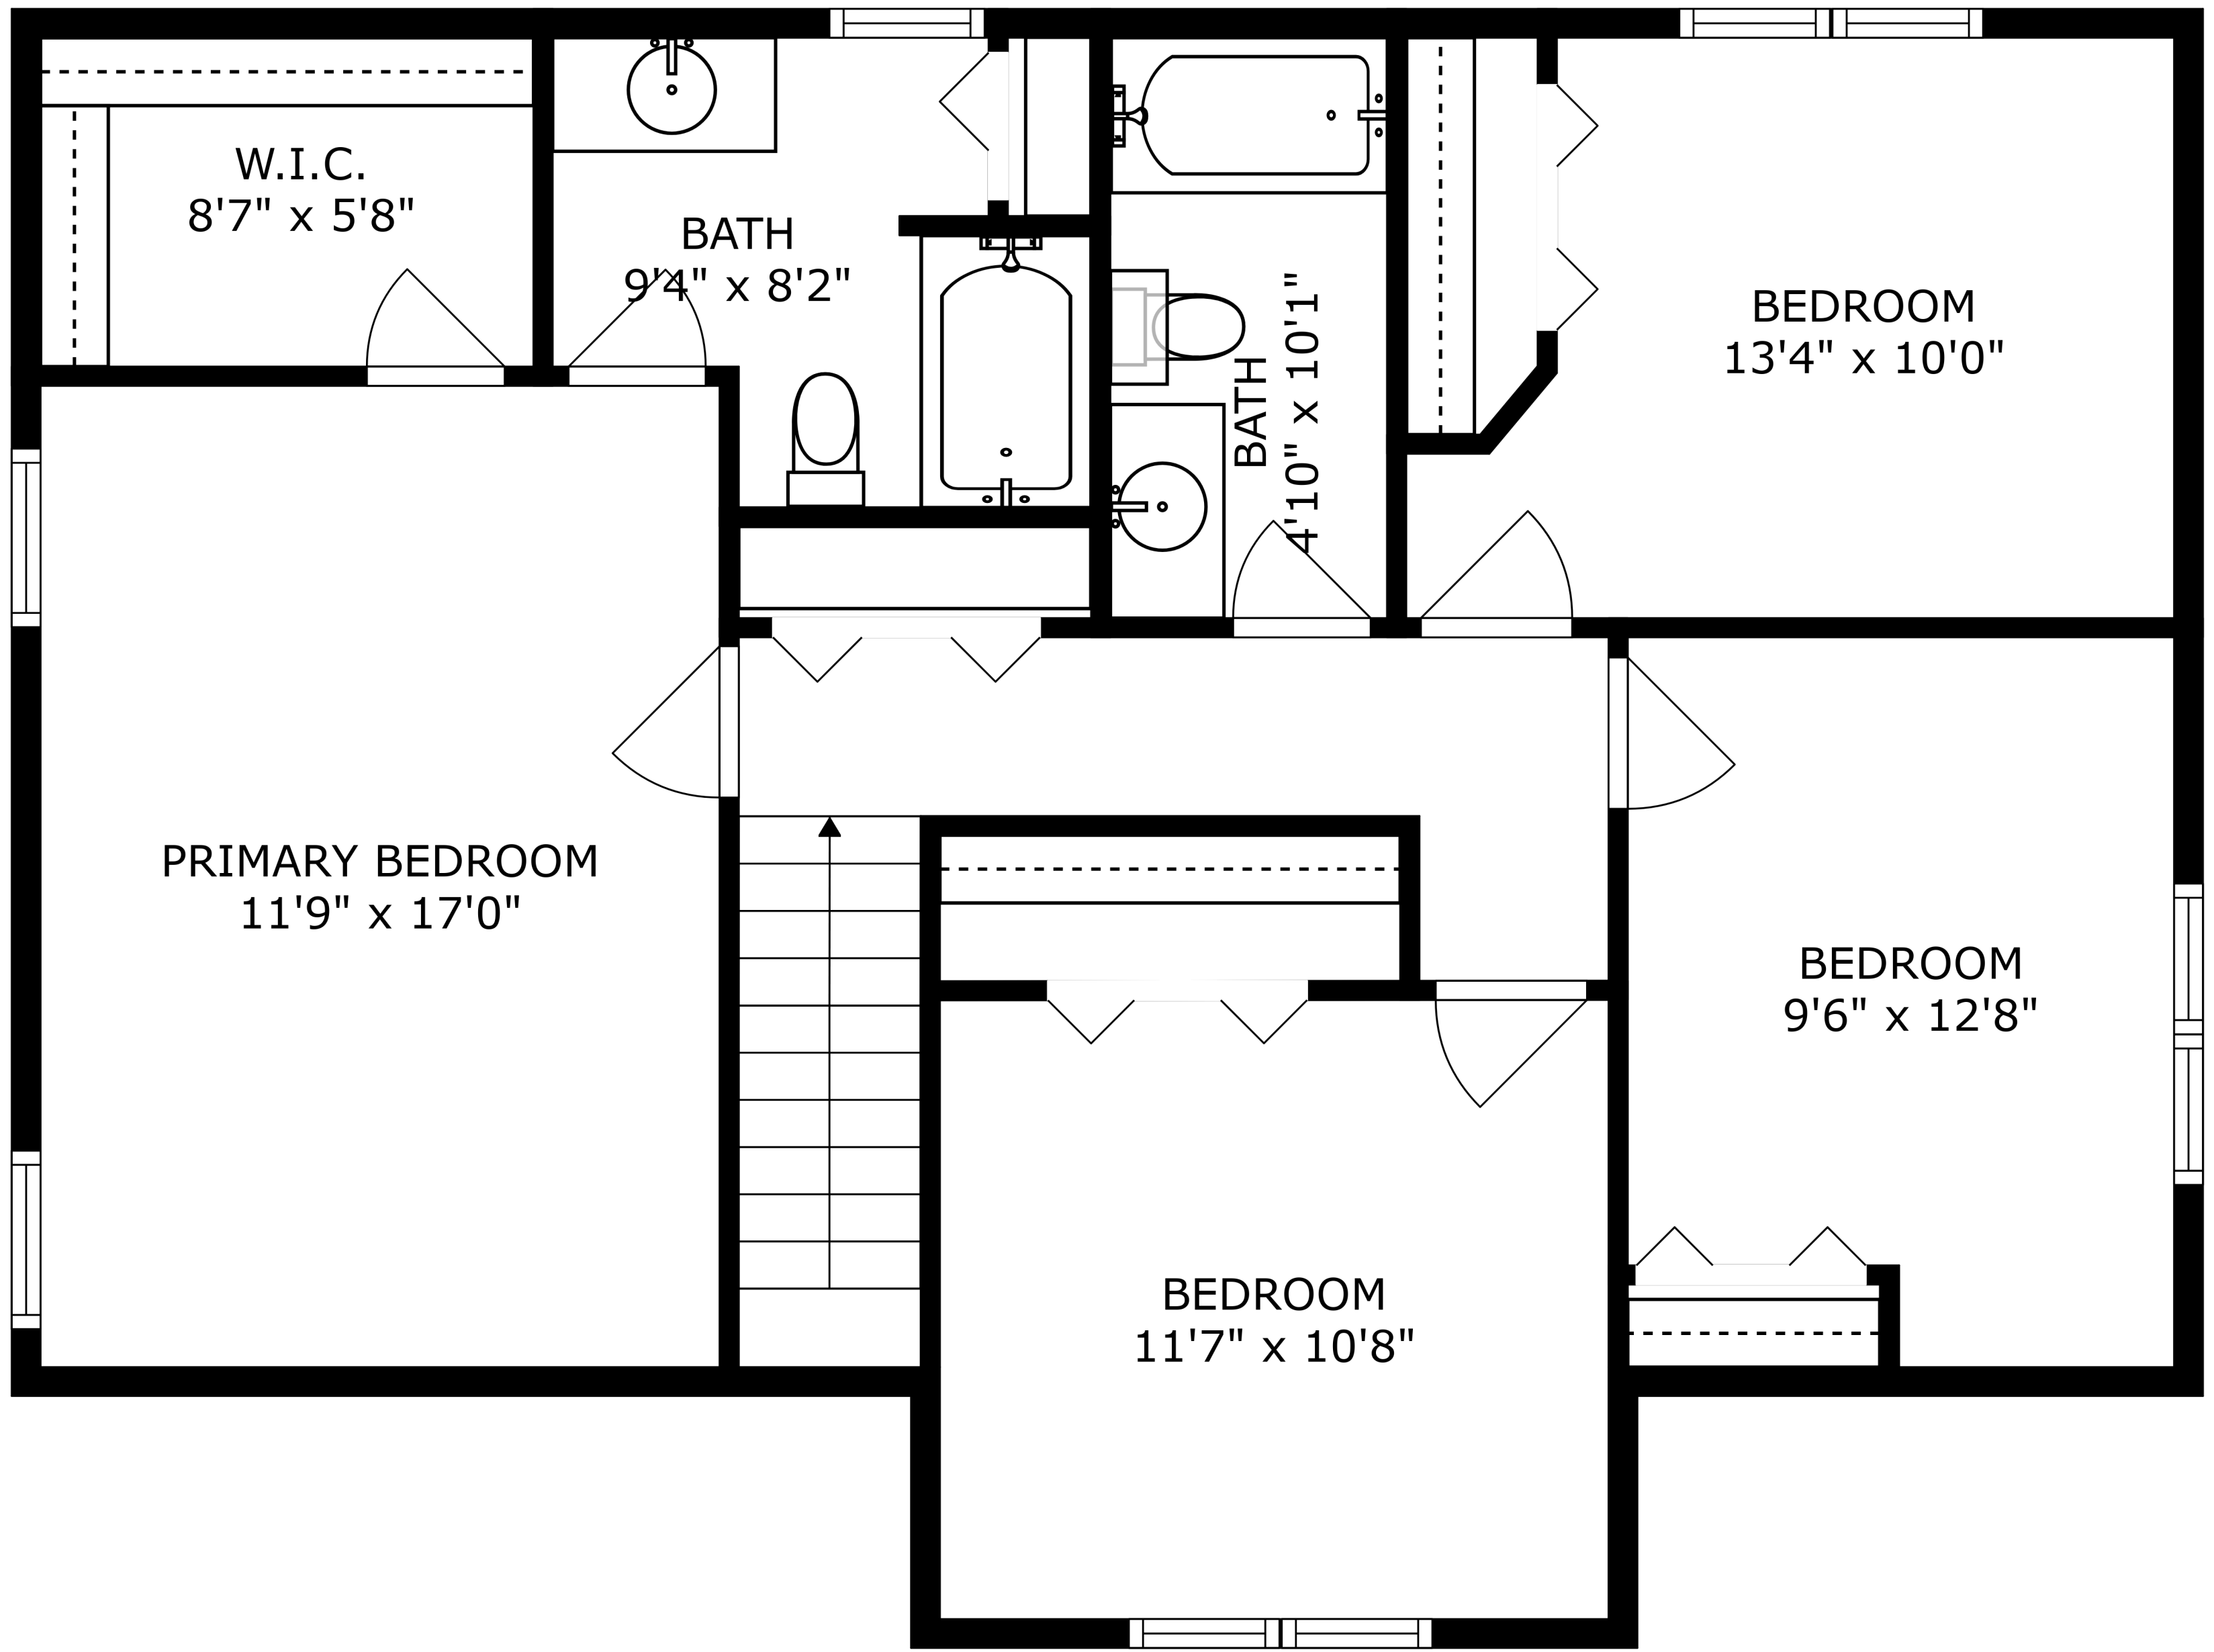 W.I.C.
8'7" x 5'8"
BATH
9'4" x 8'2"
BATH
4'10" x 10'1"
BEDROOM
13'4" x 10'0"
PRIMARY BEDROOM
11'9" x 17'0"
BEDROOM
9'6" x 12'8"
BEDROOM
11'7" x 10'8"